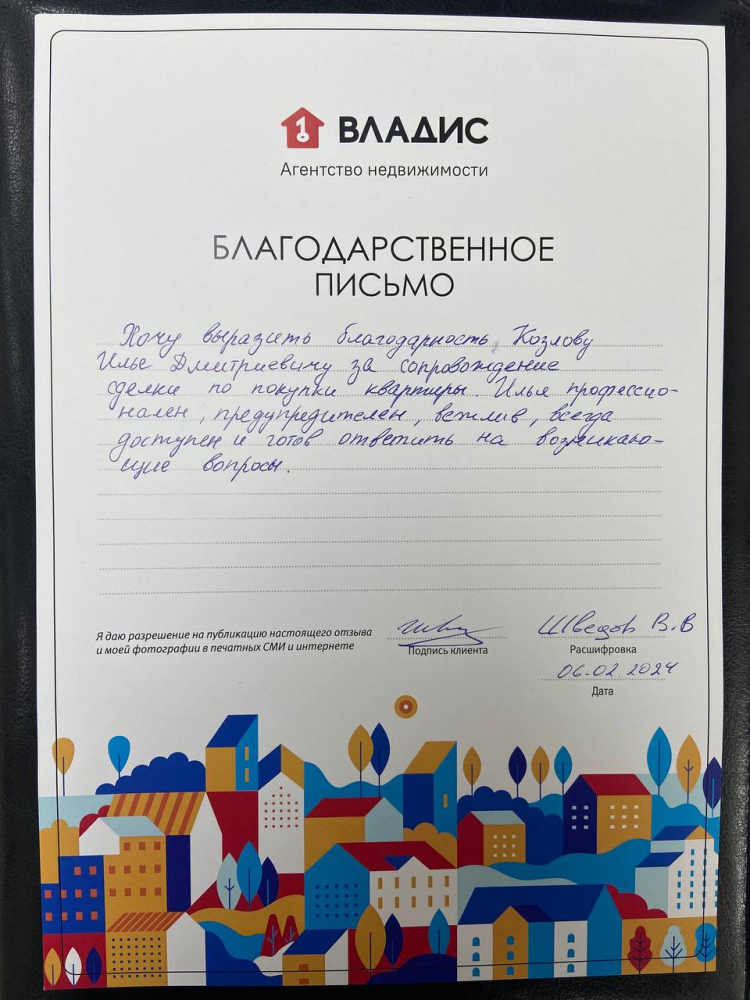 ВЛАДИС
Агентство недвижимости
БЛАГОДАРСТВЕННОЕ
ПИСЬМО
Хочу выразить благодарность Козлову
Илье Дмитриевичу за сопровождение
сделки по покупки квартиры. Илья профессио-
нален, предупредителен, вежлив, всегда
доступен и готов ответить на возникаю-
щие вопросы.
Я даю разрешение на публикацию настоящего отзыва
и моей фотографии в печатных СМИ и интернете
Подпись клиента
Шведов В.В
Расшифровка
06.02.2024
Дата